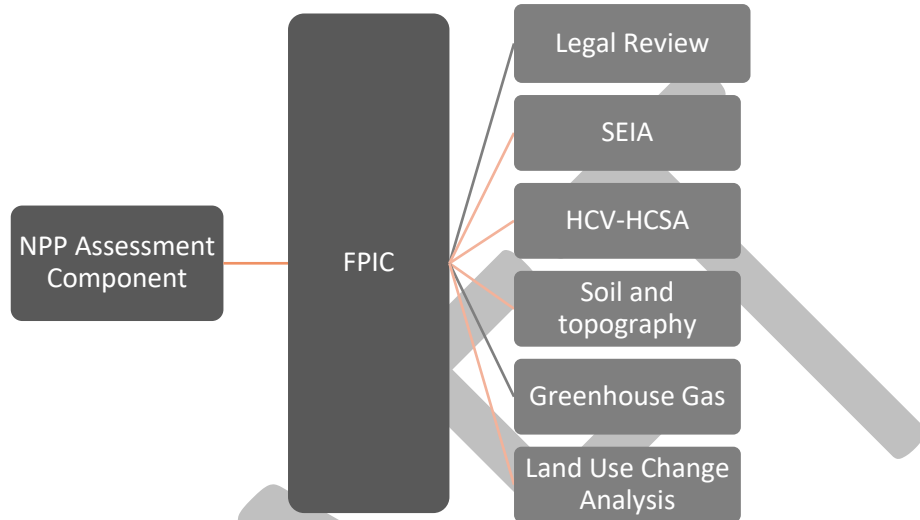 NPP Assessment
Component
FPIC
Legal Review
SEIA
HCV-HCSA
Soil and
topography
Greenhouse Gas
Land Use Change
Analysis